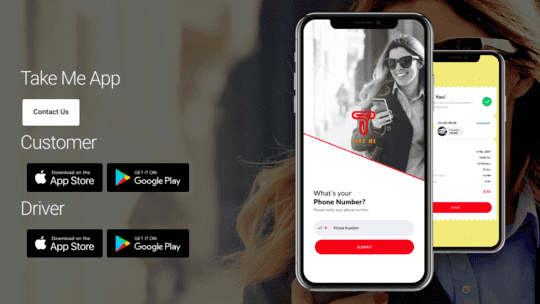 Take Me App
Contact Us
Customer
Download on the
App Store
GET IT ON
Google Play
Driver
Download on the
App Store
GET IT ON
Google Play
TAKE ME
What's your
Phone Number?
Please verify your phone number.
+1
Phone Number
SUBMIT
You!